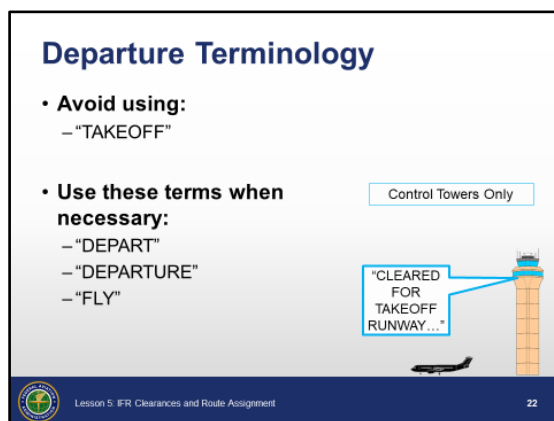 Departure Terminology
• Avoid using:
–“TAKEOFF”
• Use these terms when
necessary:
–“DEPART”
–“DEPARTURE”
–“FLY”
Control Towers Only
“CLEARED
FOR
TAKEOFF
RUNWAY…”
Lesson 5: IFR Clearances and Route Assignment
22